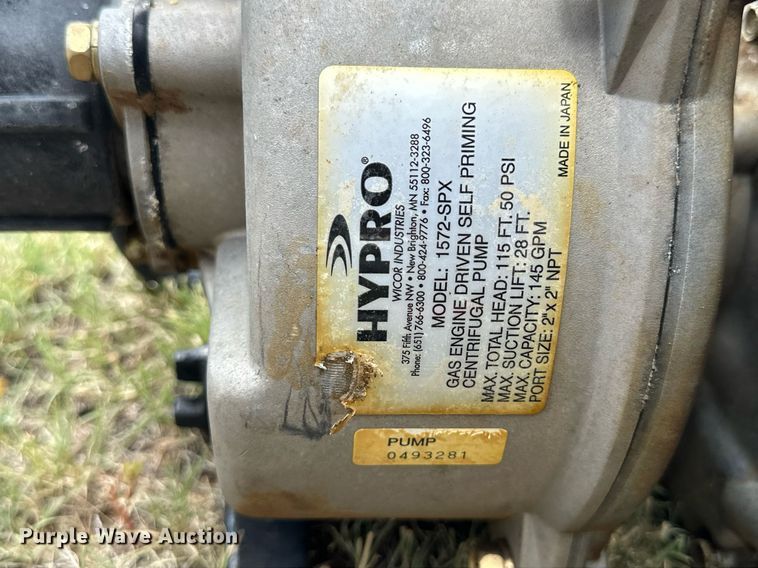 HYPRO®
WICOR INDUSTRIES
375 Fifth Avenue NW • New Brighton, MN 55112-3288
Phone: (651) 766-6300 • 800-424-9776 • Fax: 800-323-6496
MODEL: 1572-SPX
GAS ENGINE DRIVEN SELF PRIMING
CENTRIFUGAL PUMP
MAX. TOTAL HEAD: 115 FT. 50 PSI
MAX. SUCTION LIFT: 28 FT.
MAX. CAPACITY: 145 GPM
PORT SIZE: 2" x 2" NPT
MADE IN JAPAN
PUMP
0493281
Purple Wave Auction